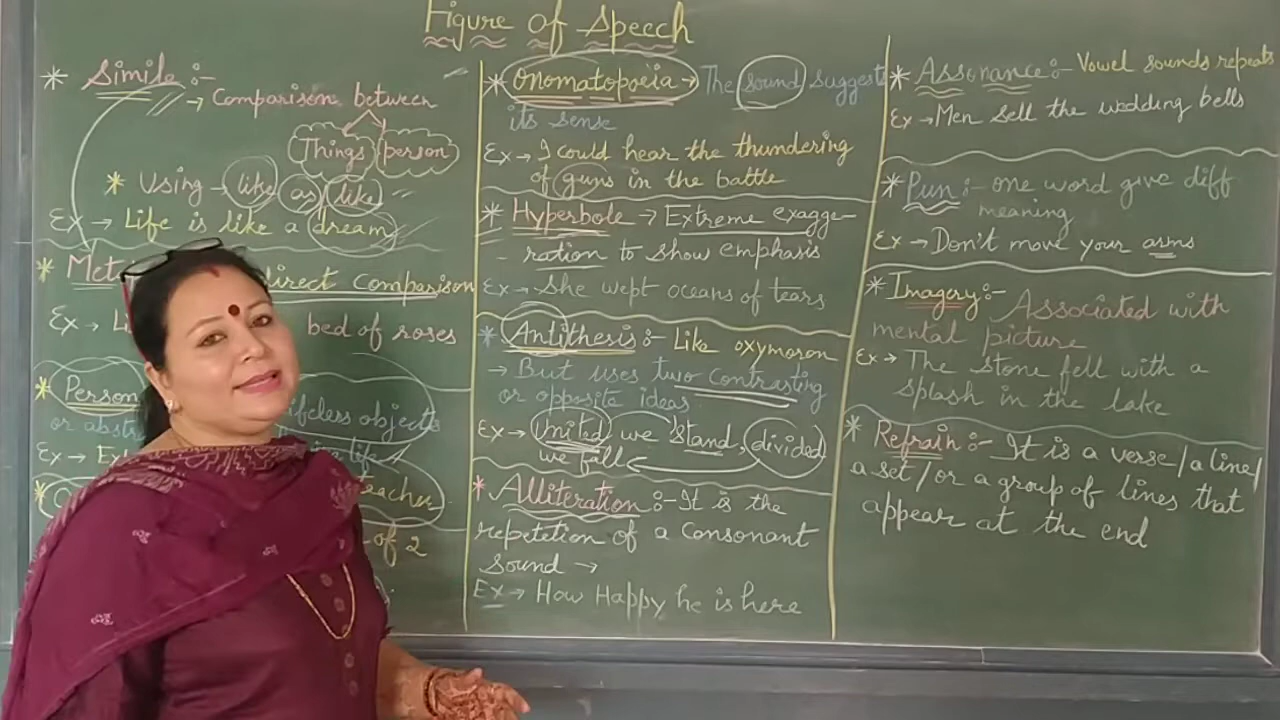 Figure of Speech
* Simile :-
→ Comparison between
Things person
* Using → like as like
Ex → Life is like a dream
* Met direct Comparison
Ex → Li bed of roses
* Person lifeless objects
or abst
Ex → Ex is life
teacher
of 2
* Onomatopoeia → The sound suggest
its sense
Ex → I could hear the thundering
of guns in the battle
* Hyperbole → Extreme exagge-
- ration to show emphasis
Ex → She wept oceans of tears
* Antithesis :- Like oxymoron
→ But uses two contrasting
or opposite ideas
Ex → United we stand, divided
we fall
* Alliteration :- It is the
repetetion of a consonant
sound →
Ex → How Happy he is here
* Assonance :- Vowel sounds repeats
Ex → Men sell the wedding bells
* Pun :- one word give diff
meaning
Ex → Don't move your arms
* Imagery :- Associated with
mental picture
Ex → The stone fell with a
splash in the lake
* Refrain :- It is a verse/a line/
a set/or a group of lines that
appear at the end